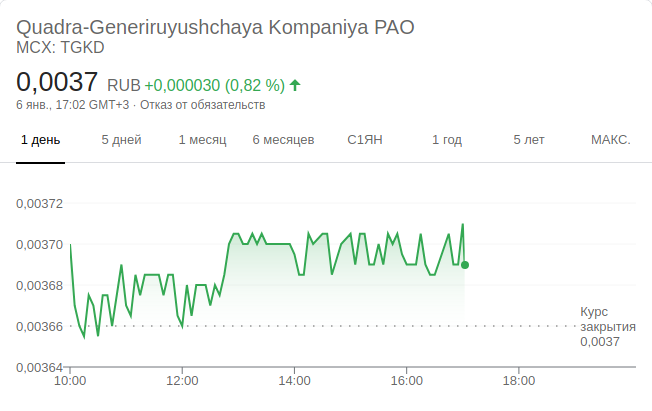 Quadra-Generiruyushchaya Kompaniya PAO
MCX: TGKD
0,0037 RUB +0,000030 (0,82 %)
6 янв., 17:02 GMT+3 · Отказ от обязательств
1 день 5 дней 1 месяц 6 месяцев С1ЯН 1 год 5 лет МАКС.
0,00372
0,00370
0,00368
0,00366
0,00364
Курс
закрытия
0,0037
10:00 12:00 14:00 16:00 18:00